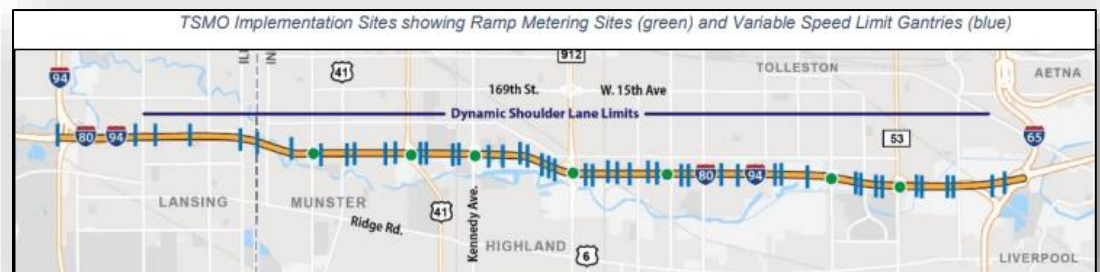 TSMO Implementation Sites showing Ramp Metering Sites (green) and Variable Speed Limit Gantries (blue)
IN
912
94
41
TOLLESTON
AETNA
169th St.
W. 15th Ave
Dynamic Shoulder Lane Limits
80
94
53
65
80
94
LANSING
MUNSTER
Ridge Rd.
41
Kennedy Ave.
HIGHLAND
6
LIVERPOOL